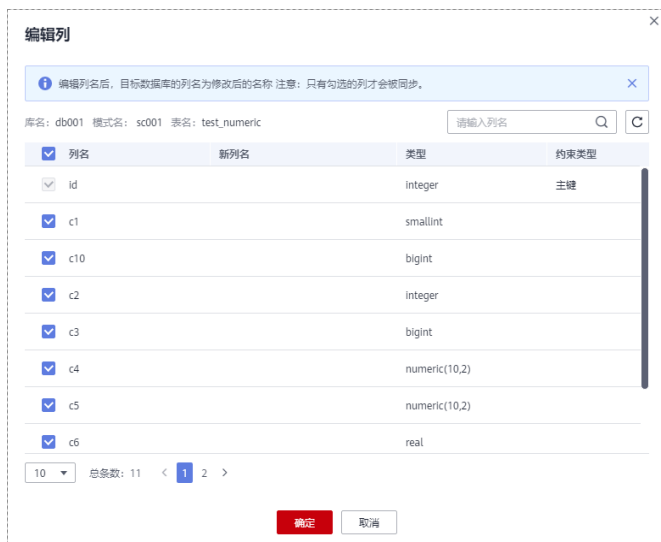 编辑列
编辑列名后，目标数据库的列名为修改后的名称 注意：只有勾选的列才会被同步。
库名：db001 模式名：sc001 表名：test_numeric 请输入列名
列名 新列名 类型 约束类型
id integer 主键
c1 smallint
c10 bigint
c2 integer
c3 bigint
c4 numeric(10,2)
c5 numeric(10,2)
c6 real
10 总条数：11 < 1 2 >
确定 取消